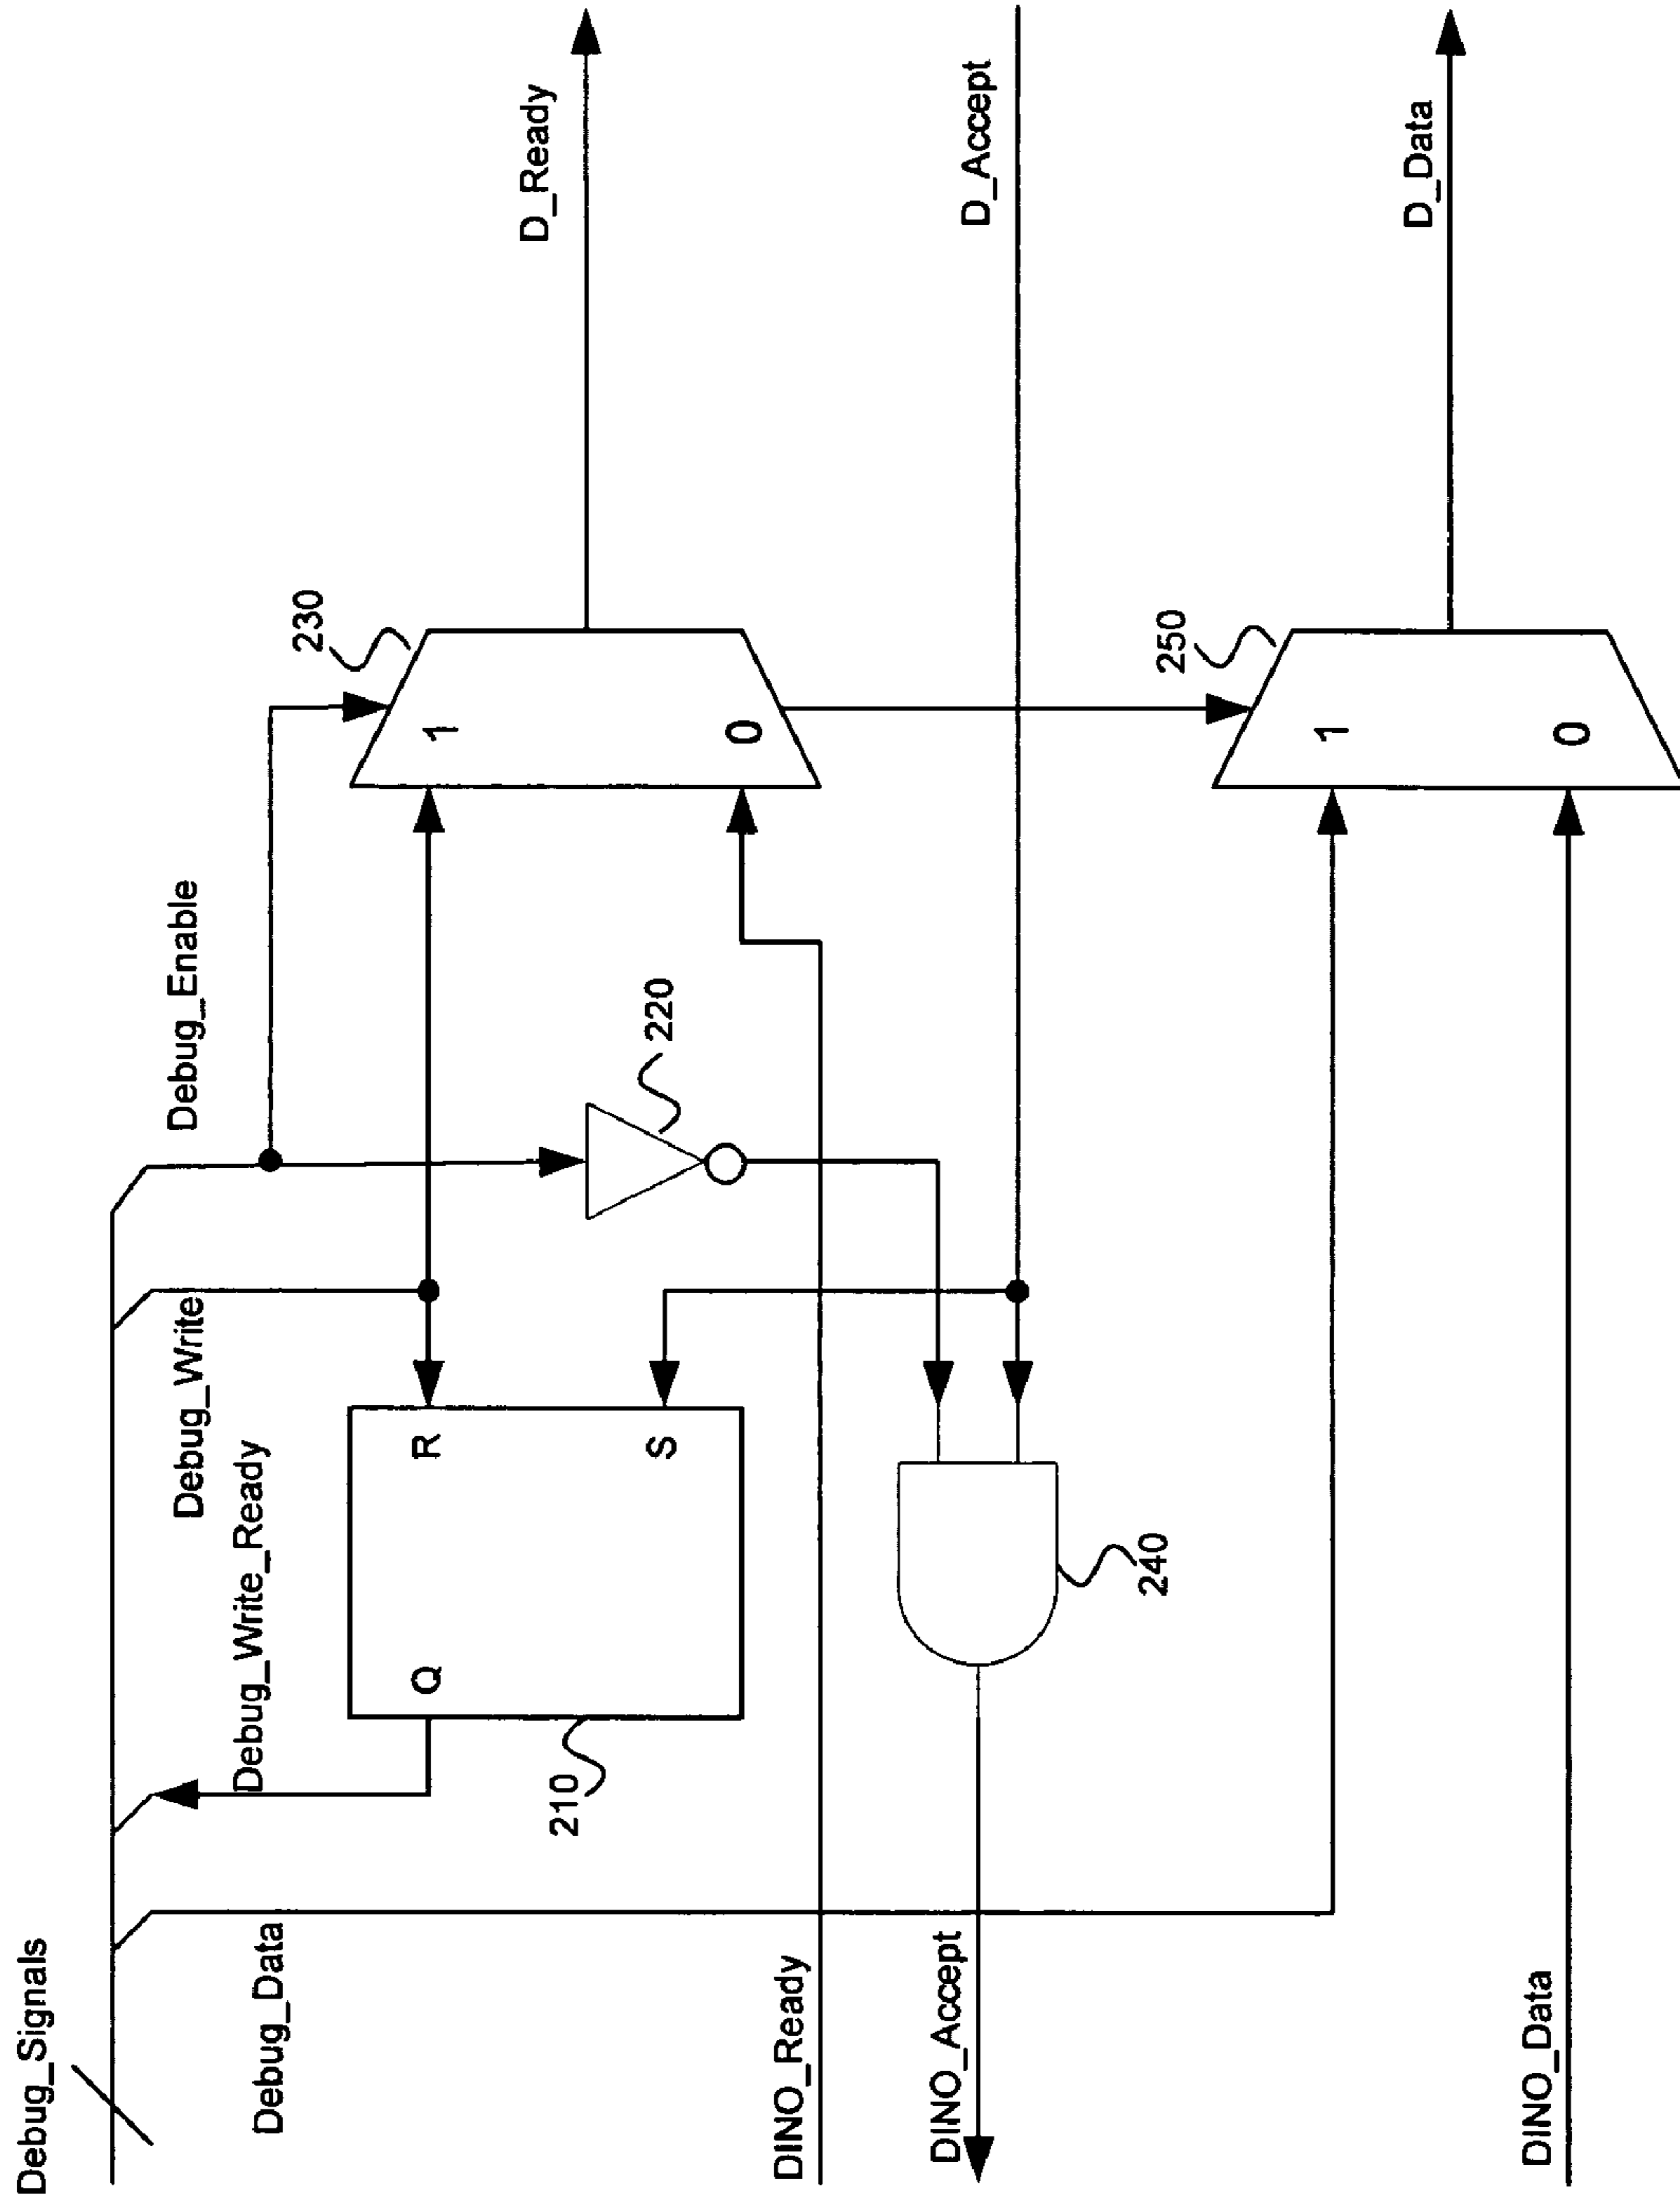 Debug_Signals
Debug_Data
Debug_Write_Ready
Debug_Write
Debug_Enable
230
D_Ready
1
0
Q
R
S
210
220
DINO_Ready
DINO_Accept
240
D_Accept
250
1
0
D_Data
DINO_Data